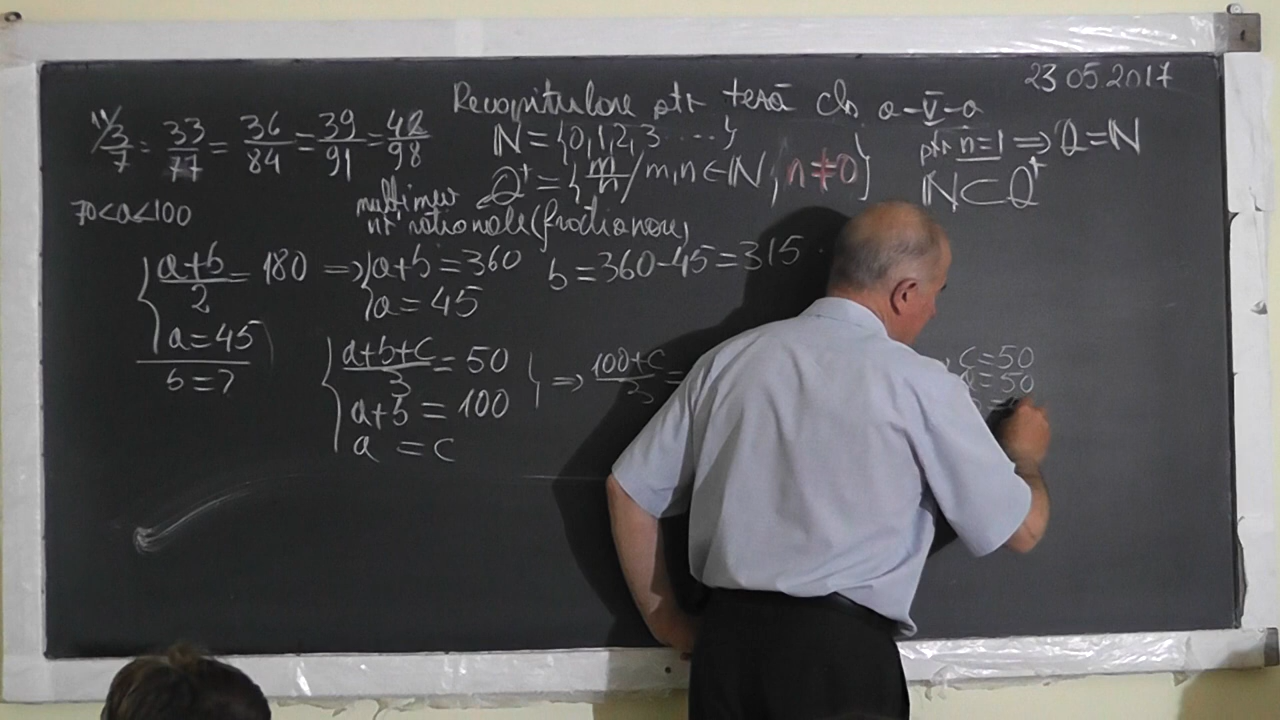 23 05.2017
Recapitulare ptr teză cls a-V-a
11/ 3/7 = 33/77 = 36/84 = 39/91 = 42/98
N = {0,1,2,3 ....}
ptr n=1 ⇒ Q=N
Q⁺ = {m/n / m,n ∈ N, n≠0}
N ⊂ Q⁺
70<a<100
mulțimea
nr raționale (fracționare)
{ (a+b)/2 = 180 ⇒ { a+b = 360 b = 360-45 = 315
a = 45
a = 45
b = ?
{ (a+b+c)/3 = 50 } ⇒ (100+c)/3 = c = 50
a+b = 100 a = 50
a = c